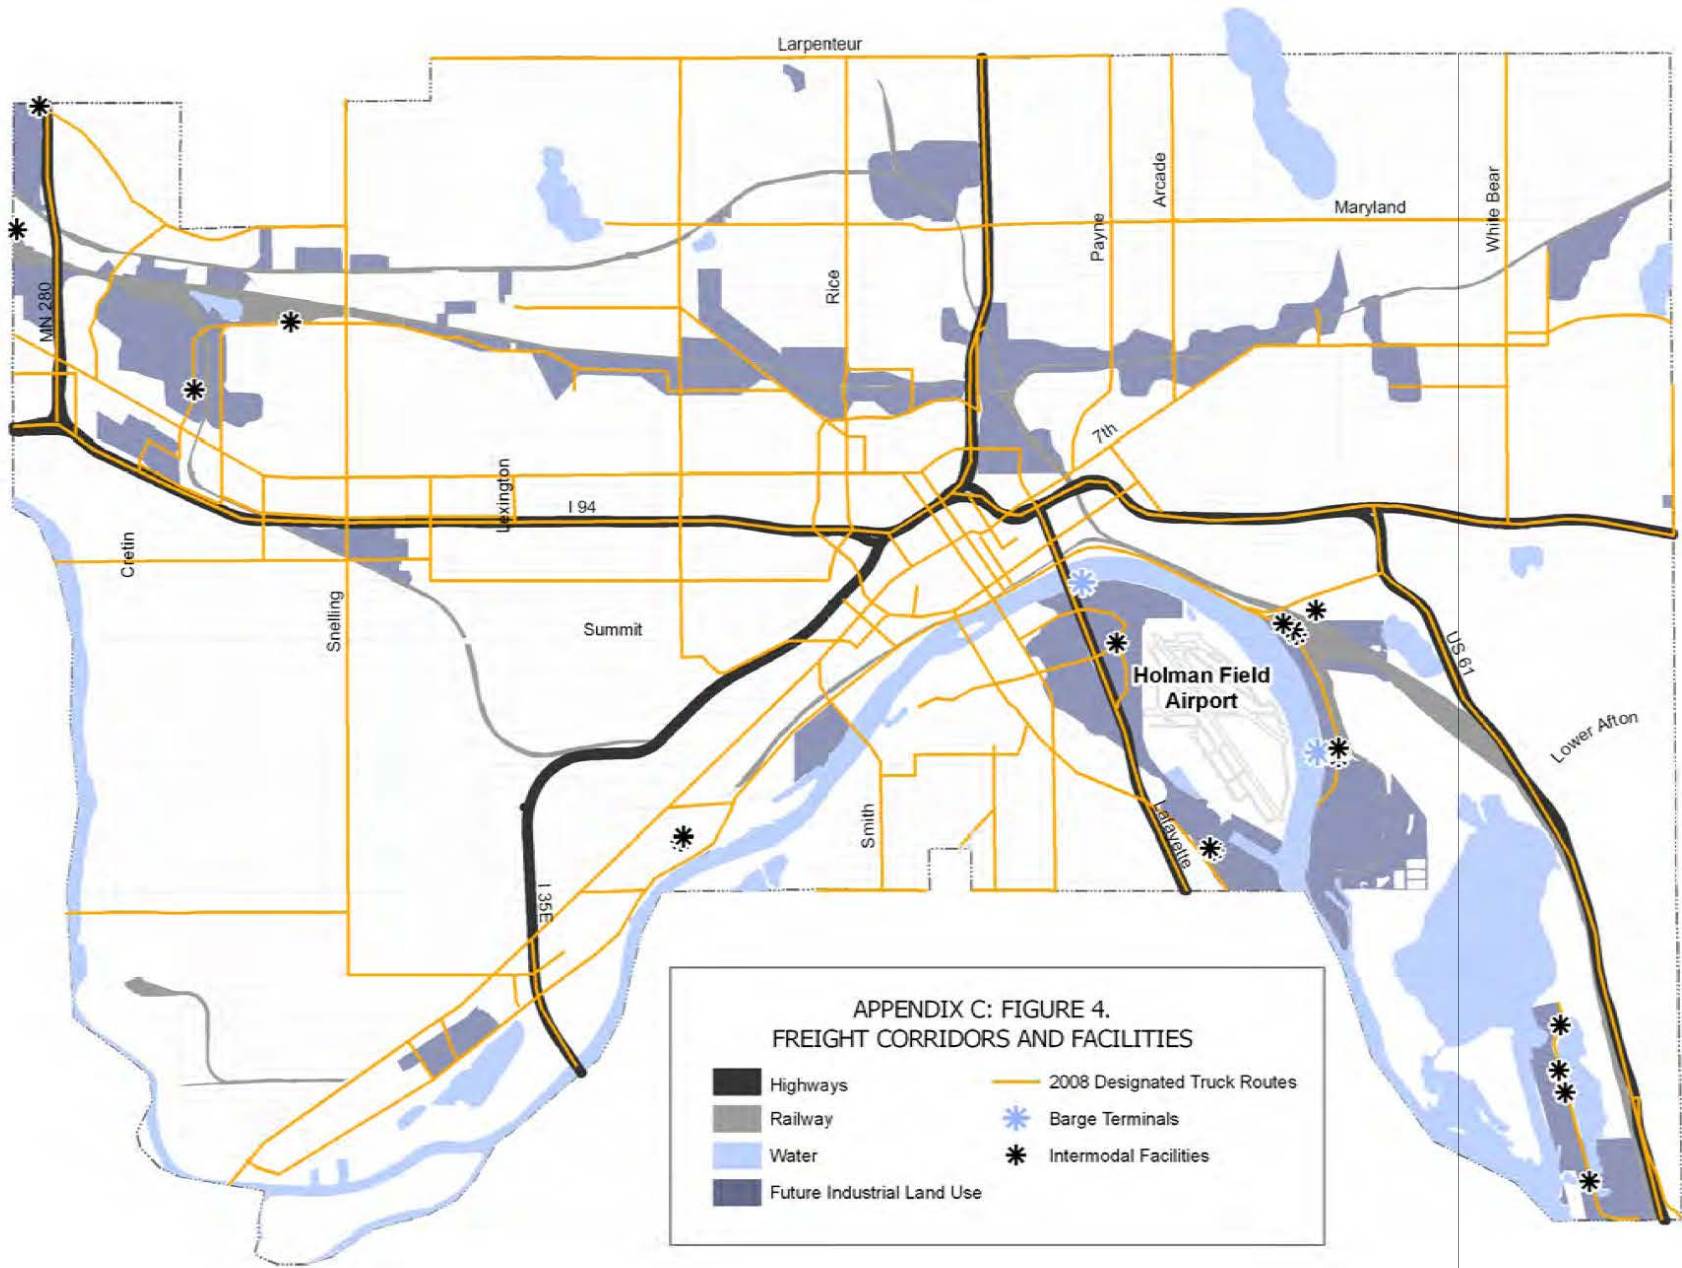 Larpenteur
Arcade
White Bear
Maryland
Payne
Rice
MN 280
7th
Lexington
I 94
Cretin
Snelling
Summit
US 61
Holman Field
Airport
Lower Afton
Smith
Lafayette
I 35E
APPENDIX C: FIGURE 4.
FREIGHT CORRIDORS AND FACILITIES
Highways
2008 Designated Truck Routes
Railway
Barge Terminals
Water
Intermodal Facilities
Future Industrial Land Use